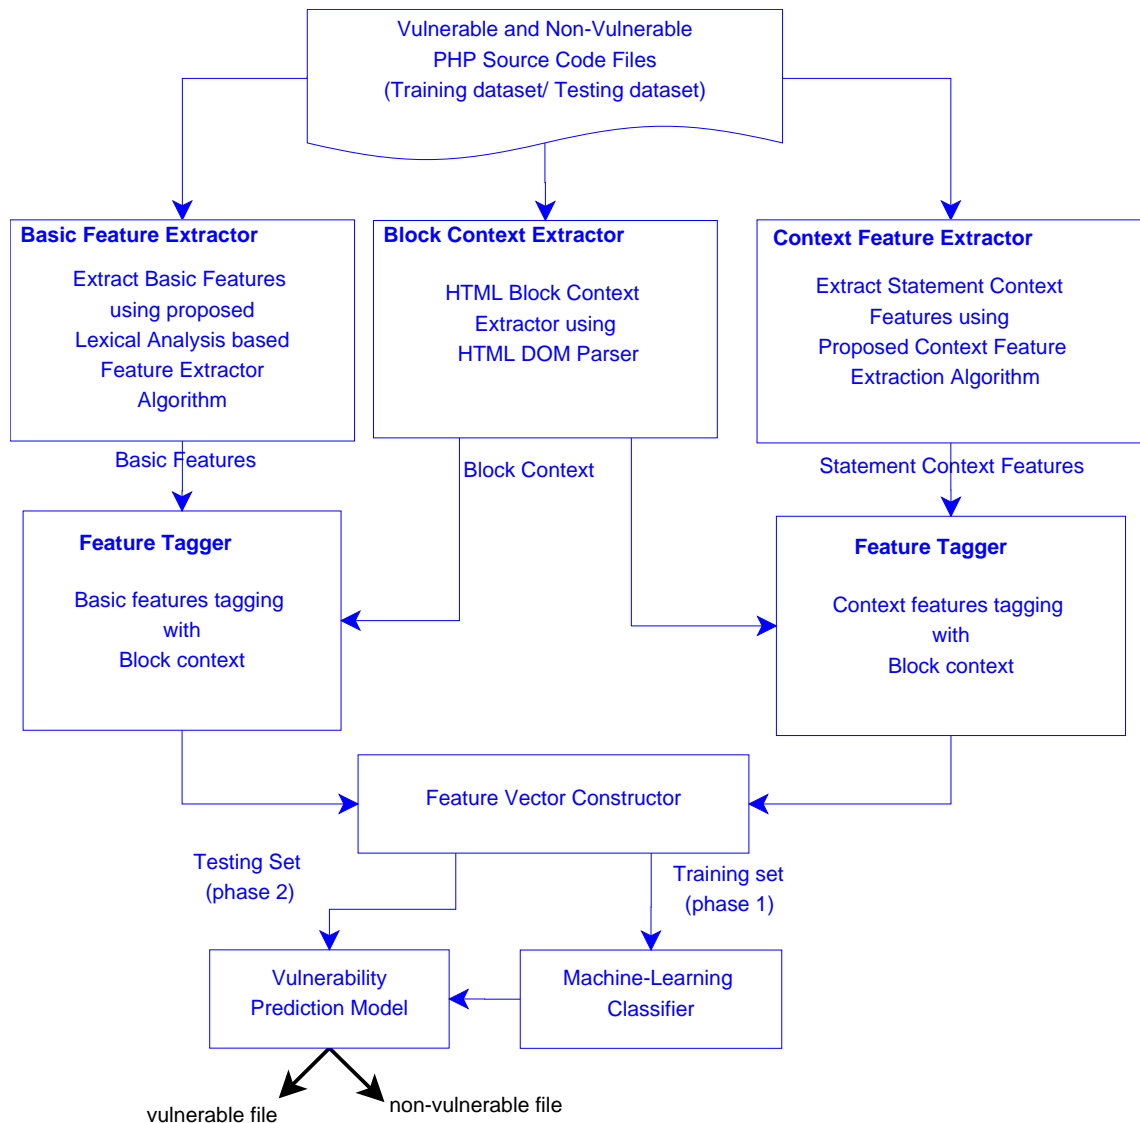 Vulnerable and Non-Vulnerable
PHP Source Code Files
(Training dataset/ Testing dataset)
Basic Feature Extractor
Extract Basic Features
using proposed
Lexical Analysis based
Feature Extractor
Algorithm
Block Context Extractor
HTML Block Context
Extractor using
HTML DOM Parser
Context Feature Extractor
Extract Statement Context
Features using
Proposed Context Feature
Extraction Algorithm
Basic Features
Block Context
Statement Context Features
Feature Tagger
Basic features tagging
with
Block context
Feature Tagger
Context features tagging
with
Block context
Feature Vector Constructor
Testing Set
(phase 2)
Training set
(phase 1)
Vulnerability
Prediction Model
Machine-Learning
Classifier
vulnerable file
non-vulnerable file